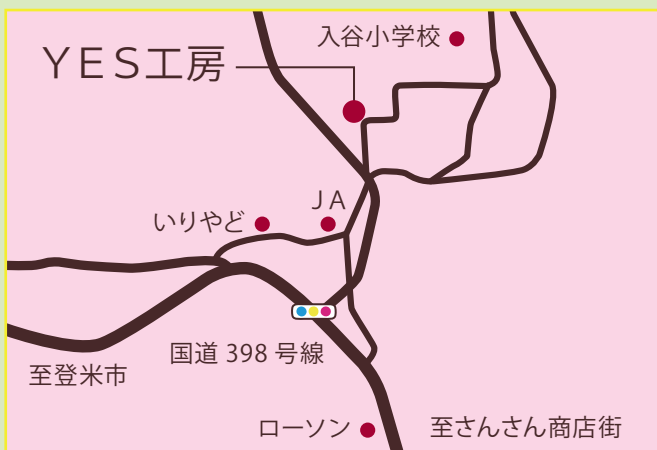 入谷小学校
ＹＥＳ工房
ＪＡ
いりやど
国道 398 号線
至登米市
ローソン
至さんさん商店街